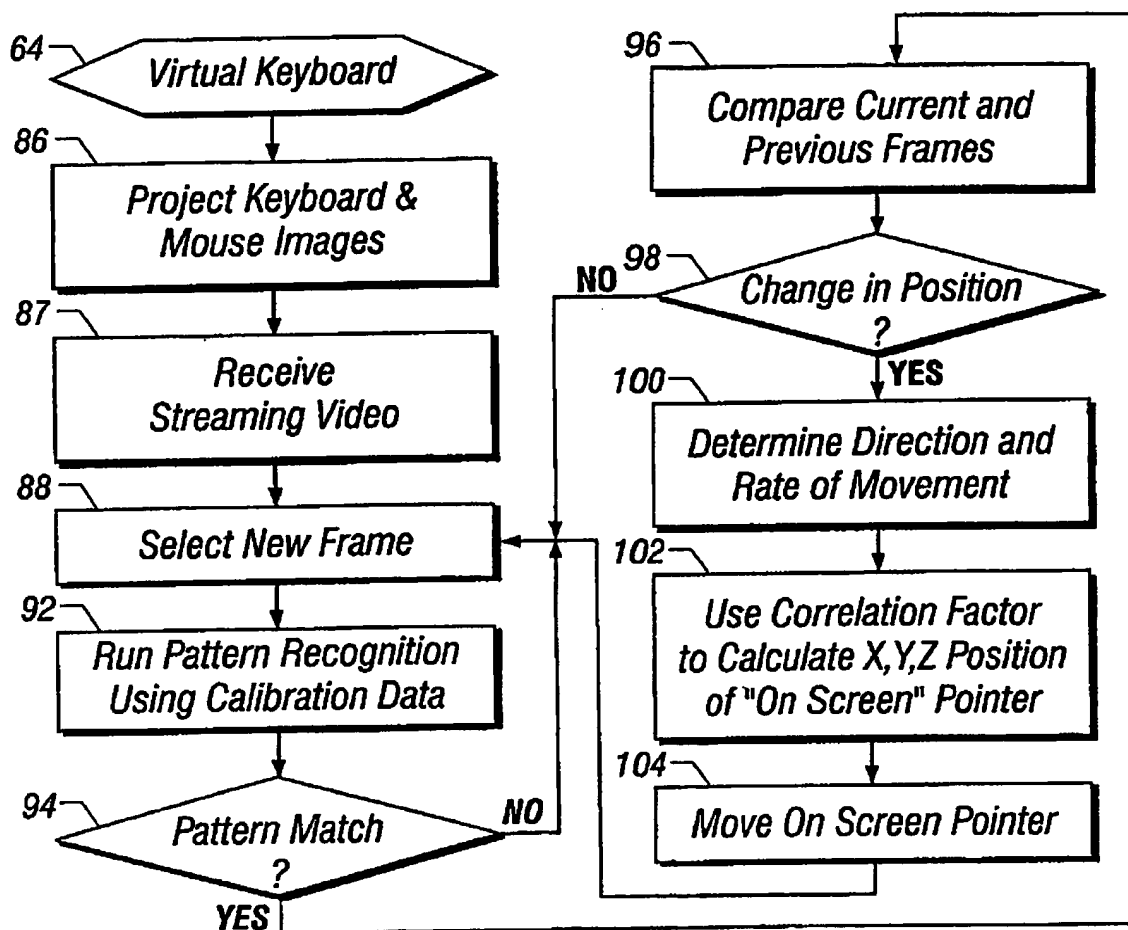 64
Virtual Keyboard
86
Project Keyboard &
Mouse Images
87
Receive
Streaming Video
88
Select New Frame
92
Run Pattern Recognition
Using Calibration Data
94
Pattern Match
?
NO
YES
96
Compare Current and
Previous Frames
98
NO
Change in Position
?
YES
100
Determine Direction and
Rate of Movement
102
Use Correlation Factor
to Calculate X,Y,Z Position
of "On Screen" Pointer
104
Move On Screen Pointer